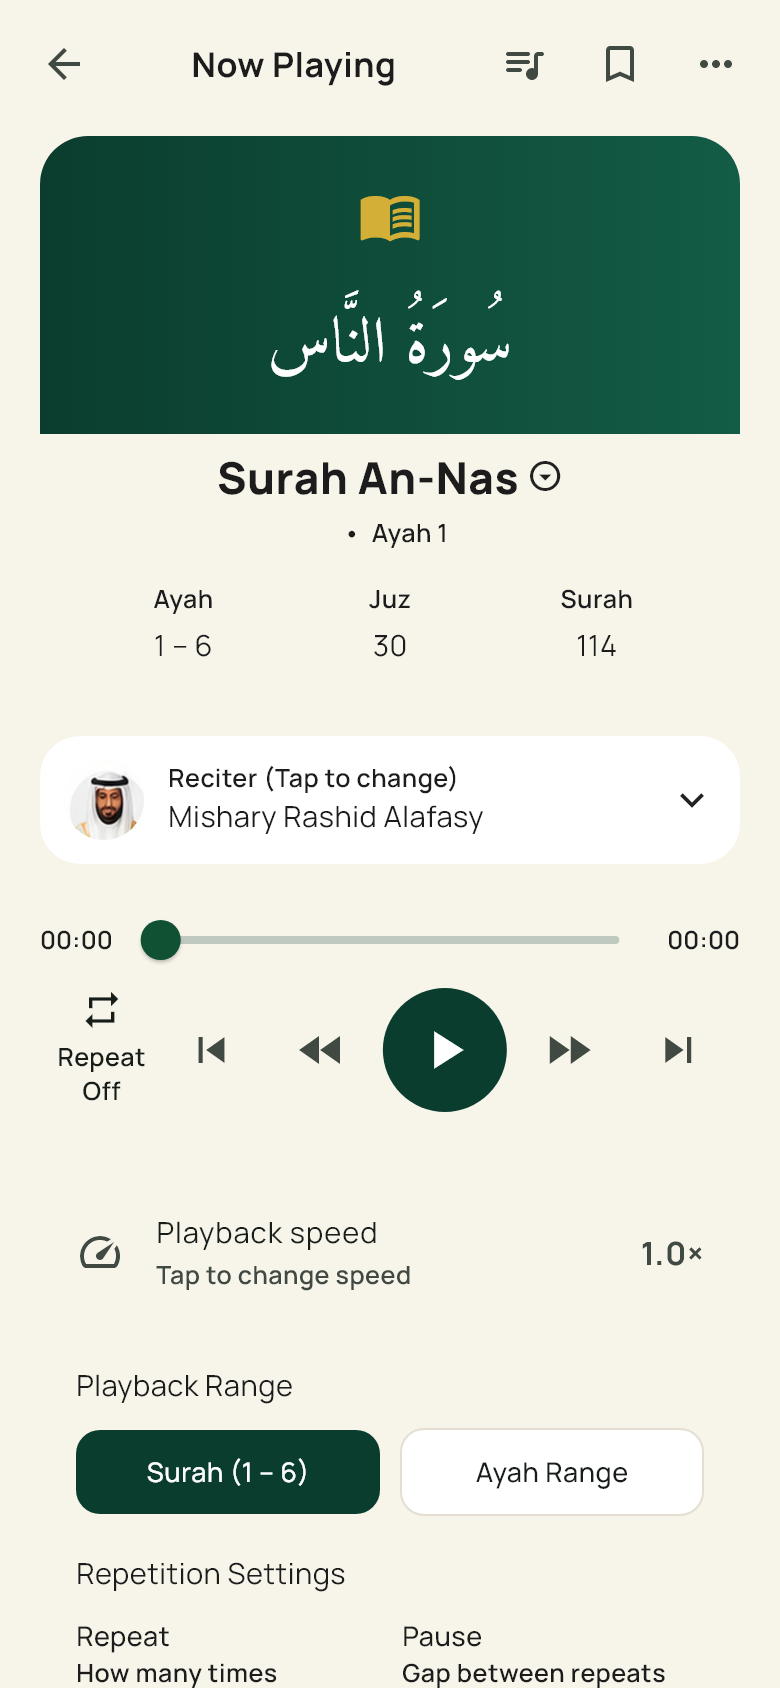 Now Playing
سُورَةُ النَّاس
Surah An-Nas
• Ayah 1
Ayah Juz Surah
1 – 6 30 114
Reciter (Tap to change)
Mishary Rashid Alafasy
00:00 00:00
Repeat
Off
Playback speed
Tap to change speed
1.0×
Playback Range
Surah (1 – 6) Ayah Range
Repetition Settings
Repeat Pause
How many times Gap between repeats